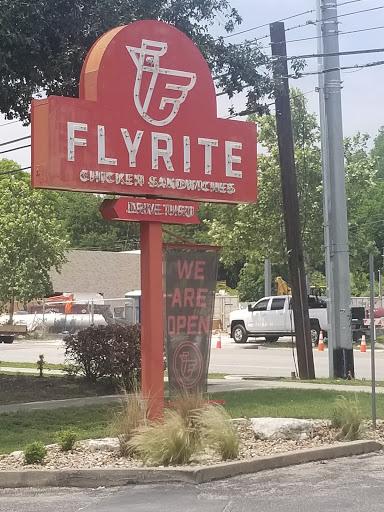 FLYRITE
CHICKEN SANDWICHES
DRIVE THRU
WE
ARE
OPEN